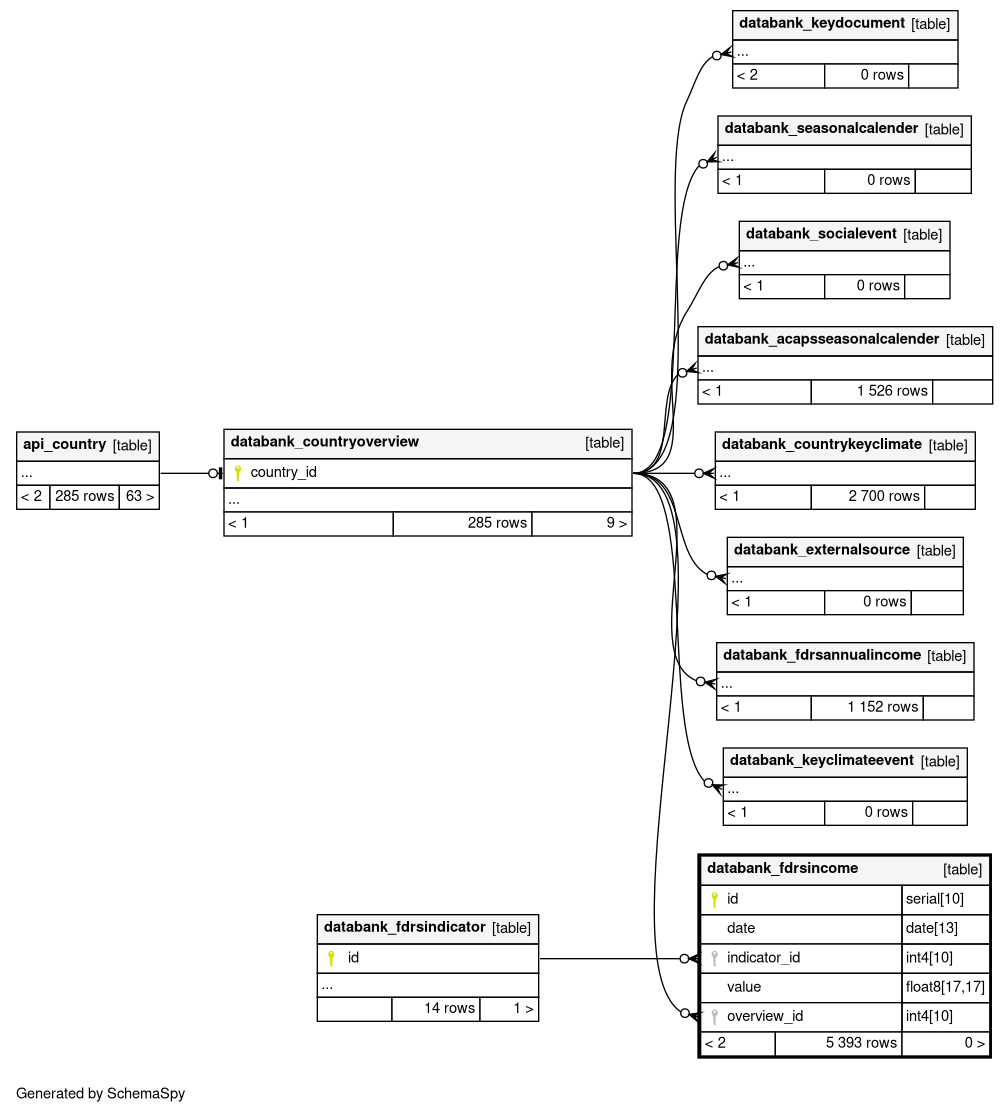 databank_keydocument [table]
...
< 2 0 rows
databank_seasonalcalender [table]
...
< 1 0 rows
databank_socialevent [table]
...
< 1 0 rows
databank_acapsseasonalcalender [table]
...
< 1 1 526 rows
api_country [table]
...
< 2 285 rows 63 >
databank_countryoverview [table]
country_id
...
< 1 285 rows 9 >
databank_countrykeyclimate [table]
...
< 1 2 700 rows
databank_externalsource [table]
...
< 1 0 rows
databank_fdrsannualincome [table]
...
< 1 1 152 rows
databank_keyclimateevent [table]
...
< 1 0 rows
databank_fdrsindicator [table]
id
...
14 rows 1 >
databank_fdrsincome [table]
id serial[10]
date date[13]
indicator_id int4[10]
value float8[17,17]
overview_id int4[10]
< 2 5 393 rows 0 >
Generated by SchemaSpy